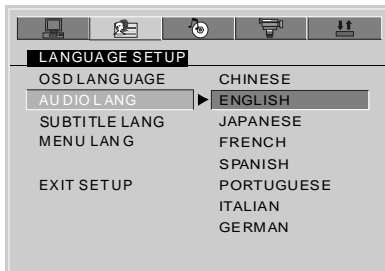 LANGUAGE SETUP
OSD LANGUAGE
AUDIO LANG
SUBTITLE LANG
MENU LANG
EXIT SETUP
CHINESE
ENGLISH
JAPANESE
FRENCH
SPANISH
PORTUGUESE
ITALIAN
GERMAN